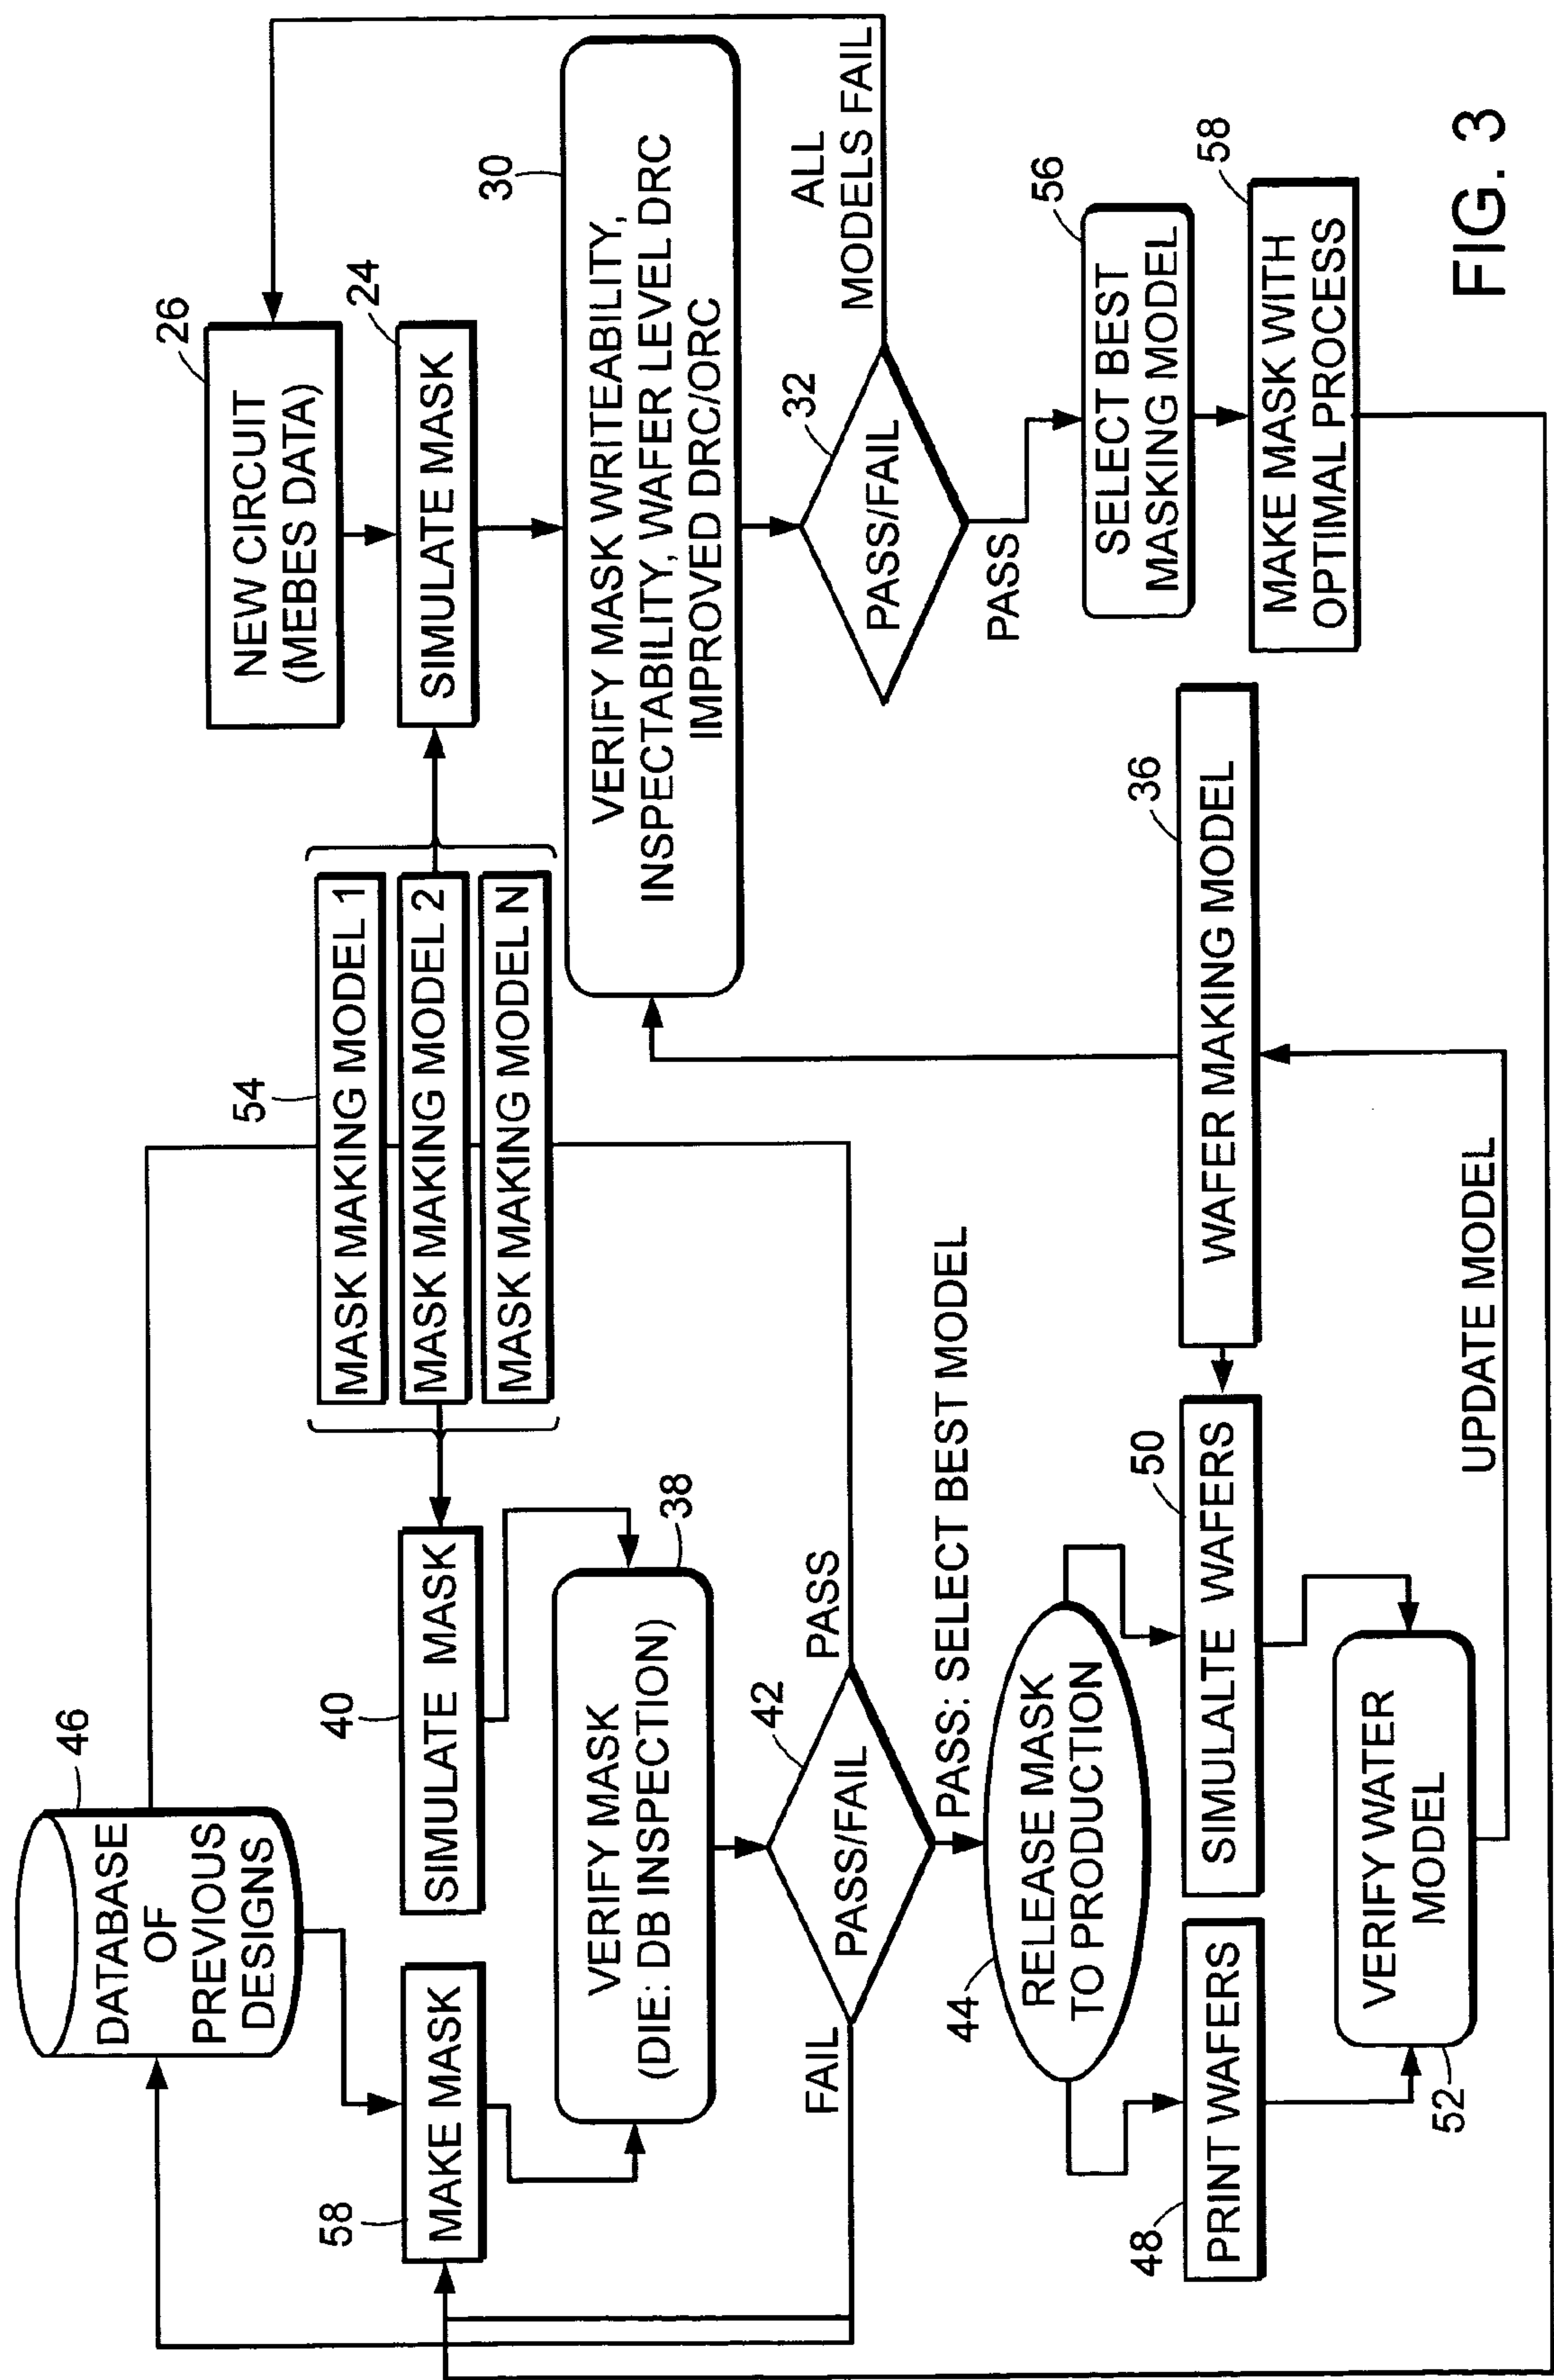 46
DATABASE
OF
PREVIOUS
DESIGNS
58
MAKE MASK
40
SIMULATE MASK
54
MASK MAKING MODEL 1
MASK MAKING MODEL 2
MASK MAKING MODEL N
26
NEW CIRCUIT
(MEBES DATA)
24
SIMULATE MASK
38
VERIFY MASK
(DIE: DB INSPECTION)
30
VERIFY MASK WRITEABILITY,
INSPECTABILITY, WAFER LEVEL DRC
IMPROVED DRC/ORC
42
PASS/FAIL
FAIL
PASS
PASS: SELECT BEST MODEL
32
PASS/FAIL
ALL
MODELS FAIL
PASS
44
RELEASE MASK
TO PRODUCTION
56
SELECT BEST
MASKING MODEL
58
MAKE MASK WITH
OPTIMAL PROCESS
48
PRINT WAFERS
50
SIMULALTE WAFERS
36
WAFER MAKING MODEL
52
VERIFY WATER
MODEL
UPDATE MODEL
FIG. 3